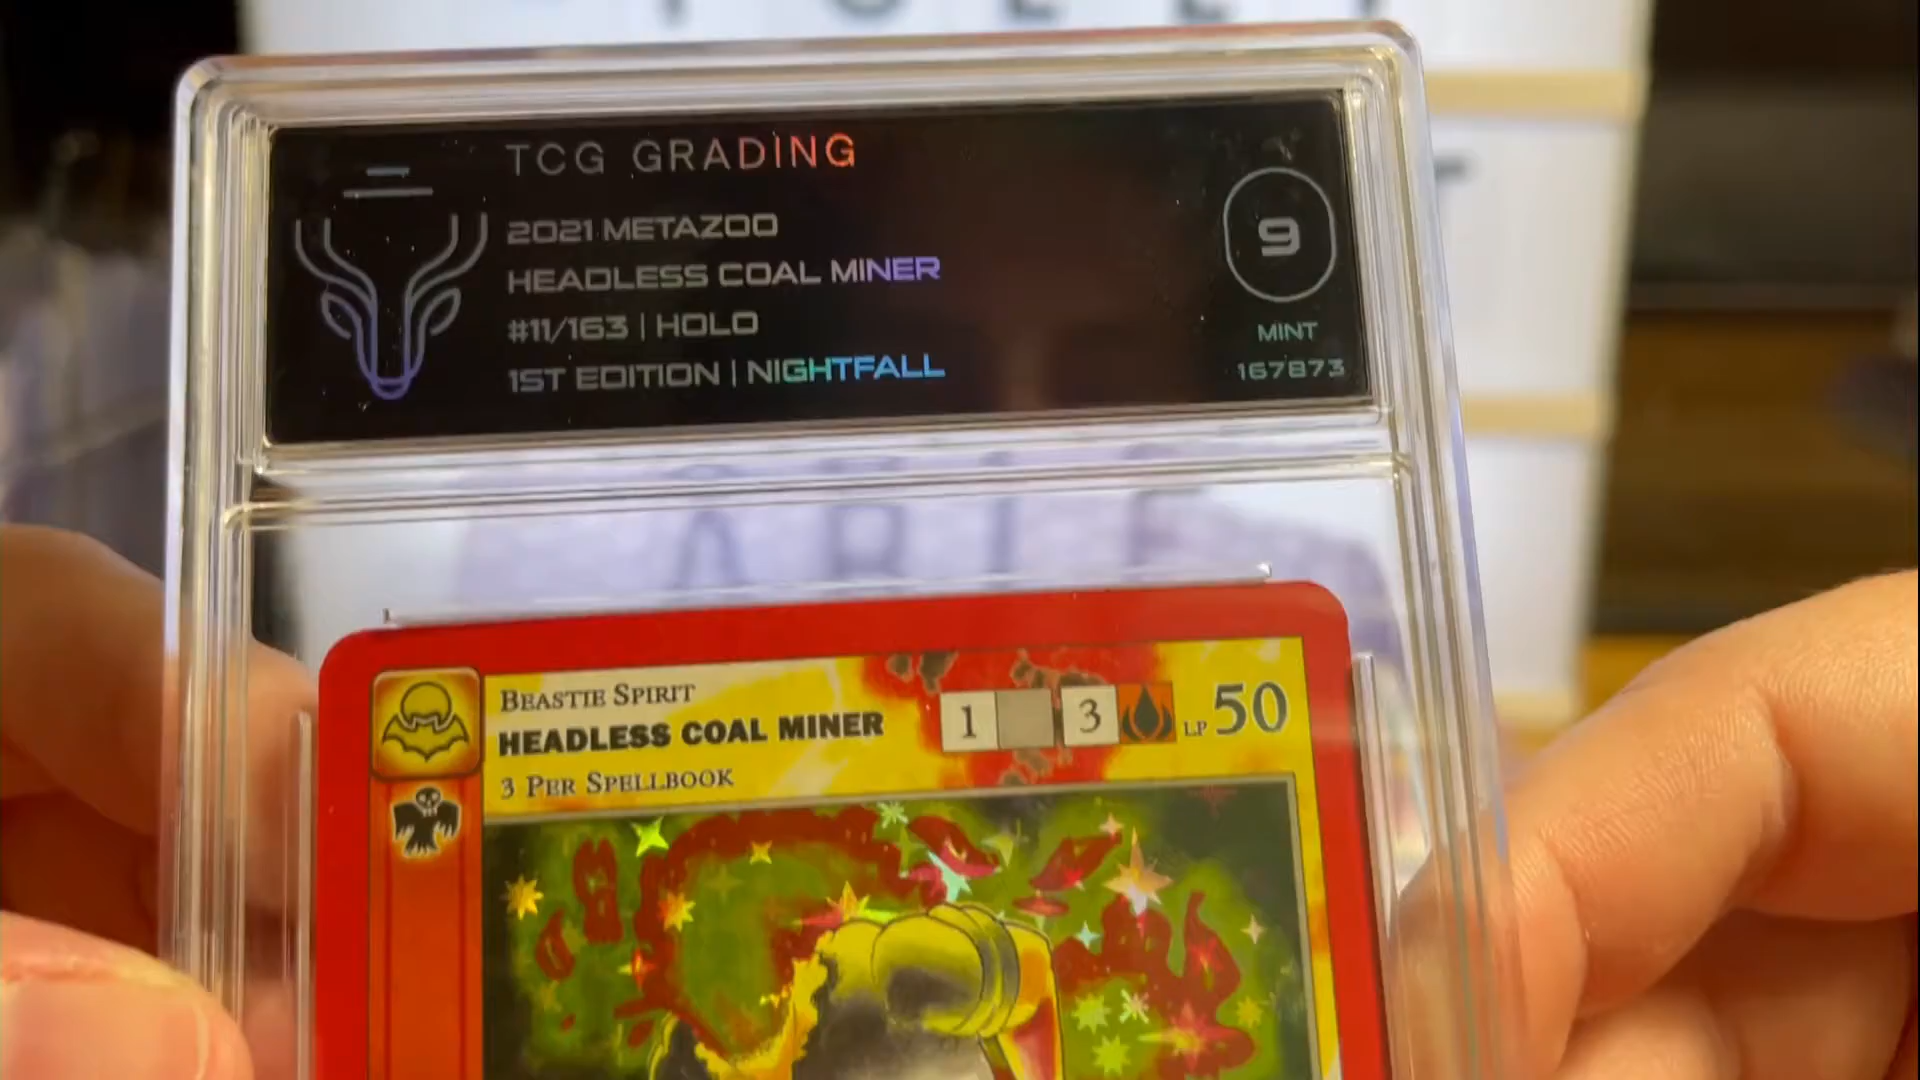 TCG GRADING
2021 METAZOO
HEADLESS COAL MINER
#11/163 | HOLO
1ST EDITION | NIGHTFALL
9
MINT
167873
BEASTIE SPIRIT
HEADLESS COAL MINER
3 PER SPELLBOOK
1 3 LP 50